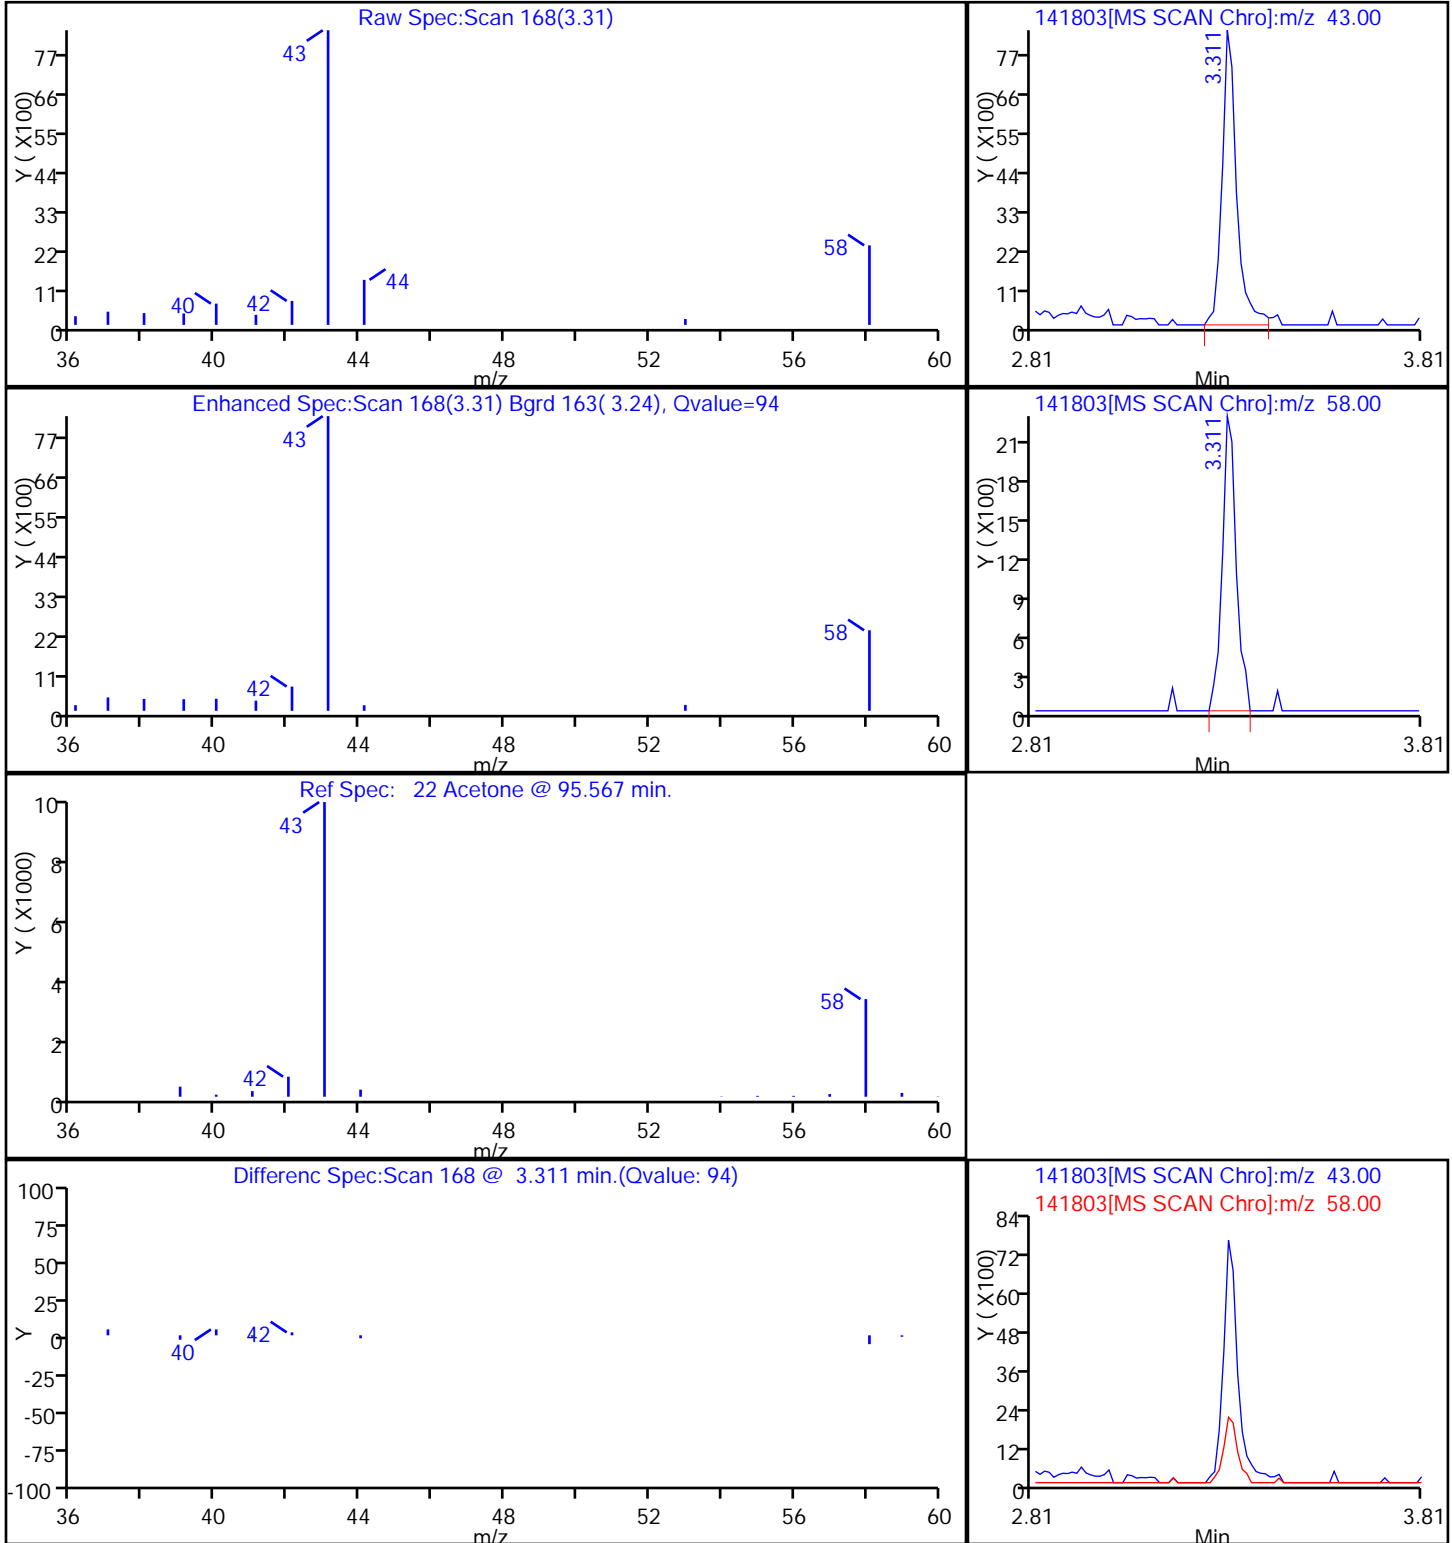 Raw Spec:Scan 168(3.31)
Y ( X100)
77
66
55
44
33
22
11
0
43
40
42
44
58
36 40 44 48 52 56 60
m/z
141803[MS SCAN Chro]:m/z 43.00
Y ( X100)
77
66
55
44
33
22
11
0
3.311
2.81 3.81
Min
Enhanced Spec:Scan 168(3.31) Bgrd 163( 3.24), Qvalue=94
Y ( X100)
77
66
55
44
33
22
11
0
43
42
58
36 40 44 48 52 56 60
m/z
141803[MS SCAN Chro]:m/z 58.00
Y ( X100)
21
18
15
12
9
6
3
0
3.311
2.81 3.81
Min
Ref Spec: 22 Acetone @ 95.567 min.
Y ( X1000)
10
8
6
4
2
0
43
42
58
36 40 44 48 52 56 60
m/z
Differenc Spec:Scan 168 @ 3.311 min.(Qvalue: 94)
Y
100
75
50
25
0
-25
-50
-75
-100
40
42
36 40 44 48 52 56 60
m/z
141803[MS SCAN Chro]:m/z 43.00
141803[MS SCAN Chro]:m/z 58.00
Y ( X100)
84
72
60
48
36
24
12
0
2.81 3.81
Min